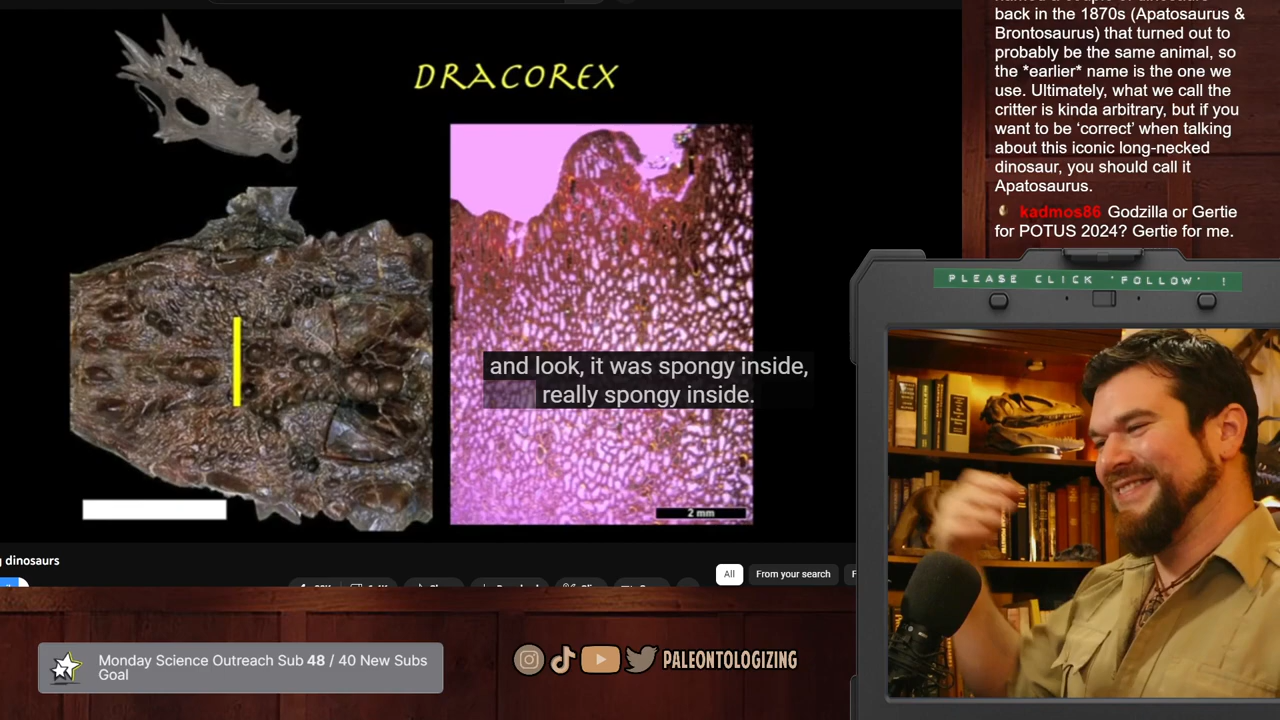 back in the 1870s (Apatosaurus &
Brontosaurus) that turned out to
probably be the same animal, so
the *earlier* name is the one we
use. Ultimately, what we call the
critter is kinda arbitrary, but if you
want to be ‘correct’ when talking
about this iconic long-necked
dinosaur, you should call it
Apatosaurus.
kadmos86 Godzilla or Gertie
for POTUS 2024? Gertie for me.
DRACOREX
PLEASE CLICK 'FOLLOW' !
and look, it was spongy inside,
really spongy inside.
2 mm
g dinosaurs
All
From your search
F
Monday Science Outreach Sub 48 / 40 New Subs
Goal
PALEONTOLOGIZING